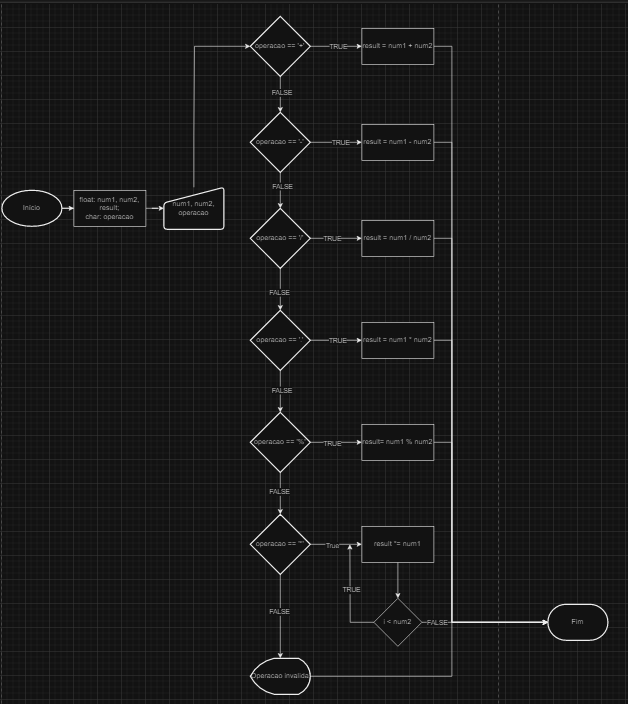 operacao == '+'
TRUE
result = num1 + num2
FALSE
operacao == '-'
TRUE
result = num1 - num2
FALSE
Início
float: num1, num2,
result;
char: operacao
num1, num2,
operacao
operacao == '/'
TRUE
result = num1 / num2
FALSE
operacao == '*'
TRUE
result = num1 * num2
FALSE
operacao == '%'
TRUE
result= num1 % num2
FALSE
operacao == '^'
True
result *= num1
TRUE
FALSE
i < num2
FALSE
Fim
Operacao invalida